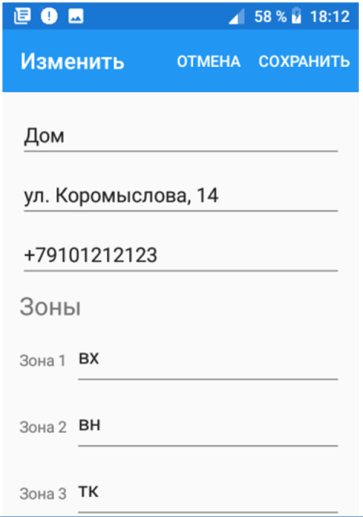 58 % 18:12
Изменить ОТМЕНА СОХРАНИТЬ
Дом
ул. Коромыслова, 14
+79101212123
Зоны
Зона 1 ВХ
Зона 2 ВН
Зона 3 ТК